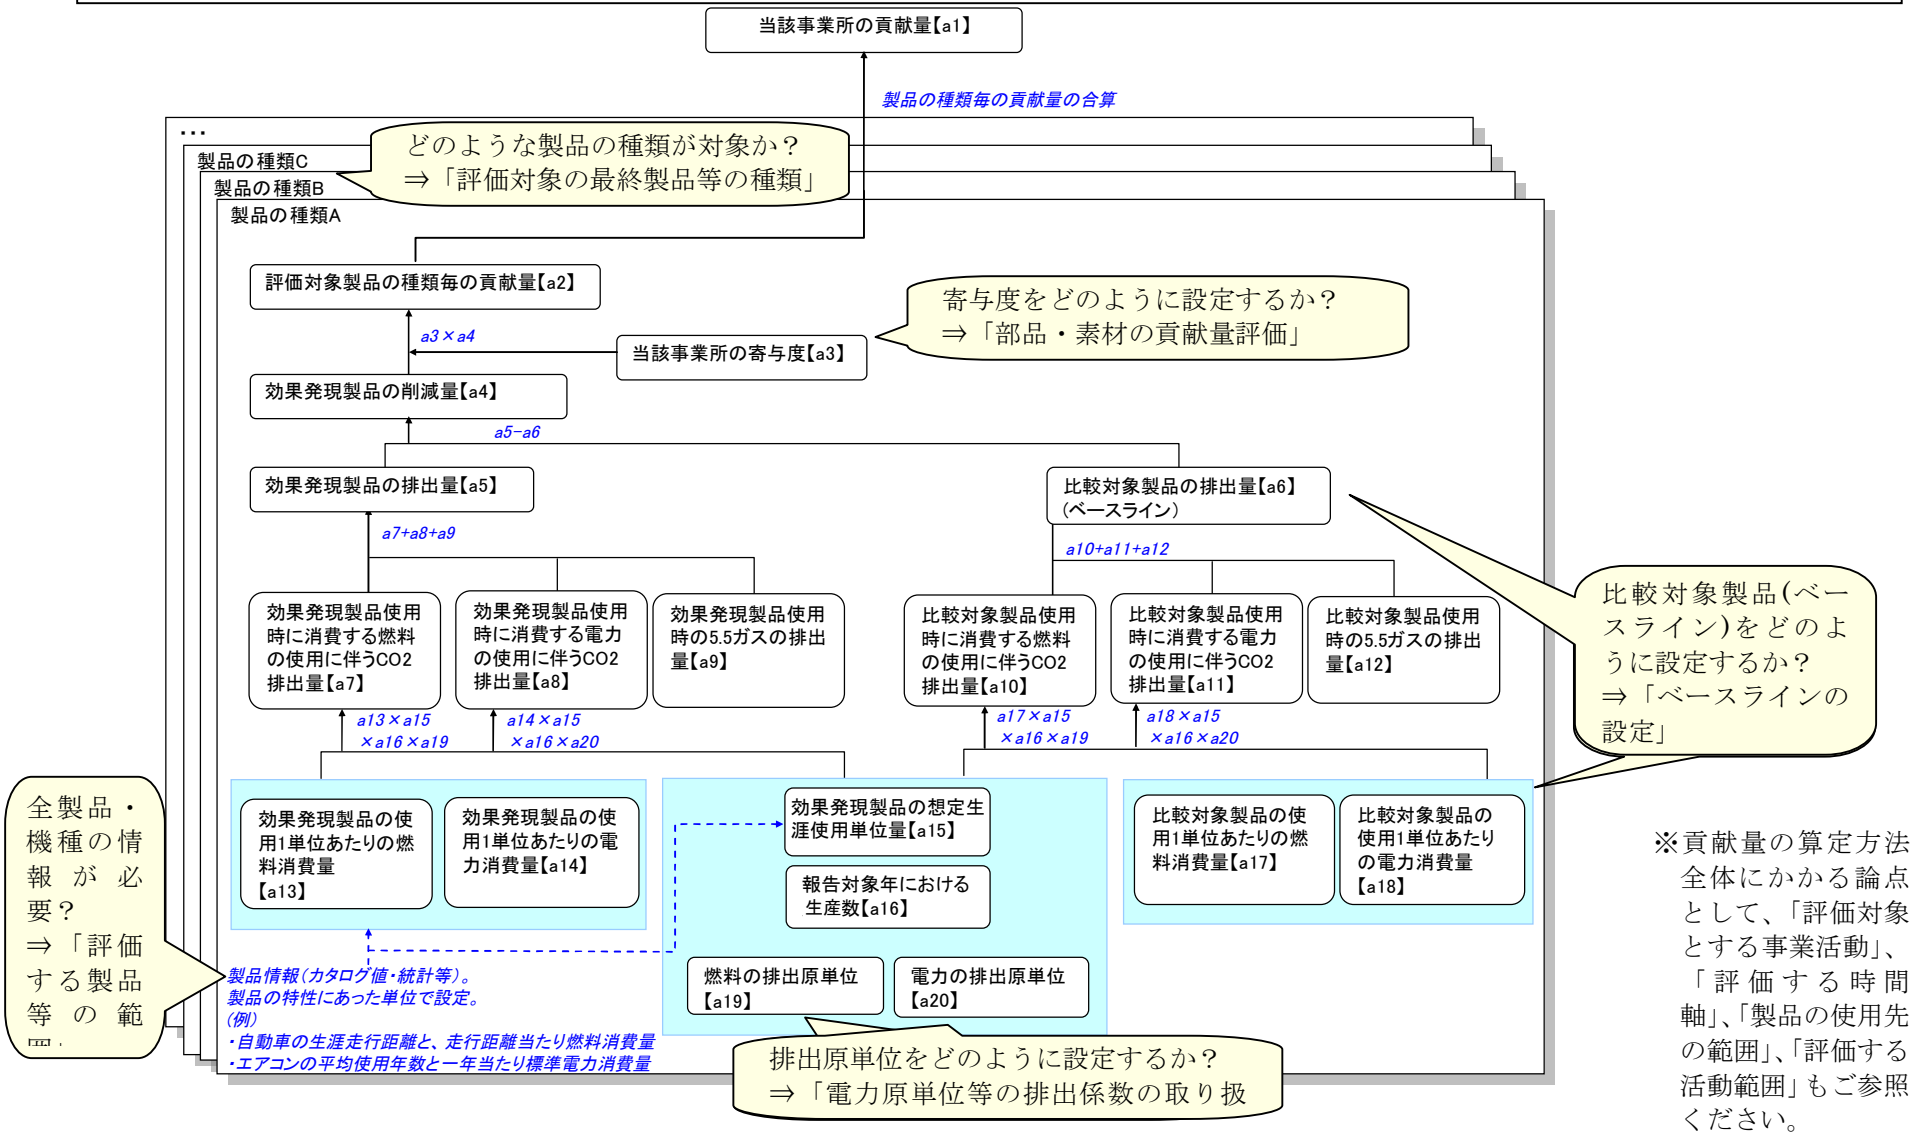 当該事業所の貢献量【a1】
製品の種類毎の貢献量の合算
...
製品の種類C
製品の種類B
製品の種類A
どのような製品の種類が対象か？
⇒「評価対象の最終製品等の種類」
評価対象製品の種類毎の貢献量【a2】
a3×a4
当該事業所の寄与度【a3】
寄与度をどのように設定するか？
⇒「部品・素材の貢献量評価」
効果発現製品の削減量【a4】
a5-a6
効果発現製品の排出量【a5】
比較対象製品の排出量【a6】
（ベースライン）
a7+a8+a9
a10+a11+a12
効果発現製品使用
時に消費する燃料
の使用に伴うCO2
排出量【a7】
効果発現製品使用
時に消費する電力
の使用に伴うCO2
排出量【a8】
効果発現製品使用
時の5.5ガスの排出
量【a9】
比較対象製品使用
時に消費する燃料
の使用に伴うCO2
排出量【a10】
比較対象製品使用
時に消費する電力
の使用に伴うCO2
排出量【a11】
比較対象製品使用
時の5.5ガスの排出
量【a12】
比較対象製品(ベー
スライン)をどのよ
うに設定するか？
⇒「ベースラインの
設定」
a13×a15
×a16×a19
a14×a15
×a16×a20
a17×a15
×a16×a19
a18×a15
×a16×a20
全製品・
機種の情
報が必
要？
⇒「評価
する製品
等の範
効果発現製品の使
用1単位あたりの燃
料消費量
【a13】
効果発現製品の使
用1単位あたりの電
力消費量【a14】
効果発現製品の想定生
涯使用単位量【a15】
報告対象年における
生産数【a16】
比較対象製品の使
用1単位あたりの燃
料消費量【a17】
比較対象製品の
使用1単位あたり
の電力消費量
【a18】
燃料の排出原単位
【a19】
電力の排出原単位
【a20】
製品情報（カタログ値・統計等）。
製品の特性にあった単位で設定。
（例）
・自動車の生涯走行距離と、走行距離当たり燃料消費量
・エアコンの平均使用年数と一年当たり標準電力消費量
排出原単位をどのように設定するか？
⇒「電力原単位等の排出係数の取り扱
※貢献量の算定方法
全体にかかる論点
として、「評価対象
とする事業活動」、
「評価する時間
軸」、「製品の使用先
の範囲」、「評価する
活動範囲」もご参照
ください。